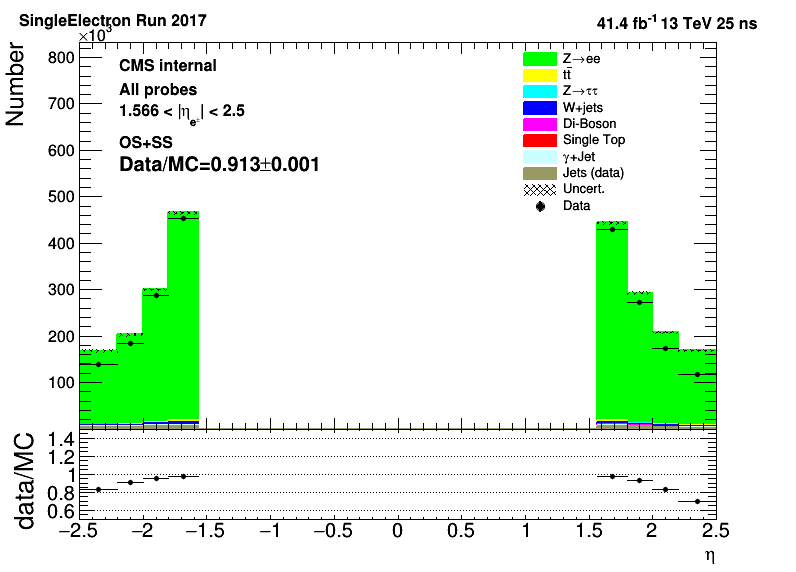 SingleElectron Run 2017
41.4 fb⁻¹ 13 TeV 25 ns
×10³
Number
800
700
600
500
400
300
200
100
CMS internal
All probes
1.566 < |η_e±| < 2.5
OS+SS
Data/MC=0.913±0.001
Z→ee
tt̄
Z→ττ
W+jets
Di-Boson
Single Top
γ+Jet
Jets (data)
Uncert.
Data
data/MC
1.4
1.2
1
0.8
0.6
−2.5 −2 −1.5 −1 −0.5 0 0.5 1 1.5 2 2.5
η